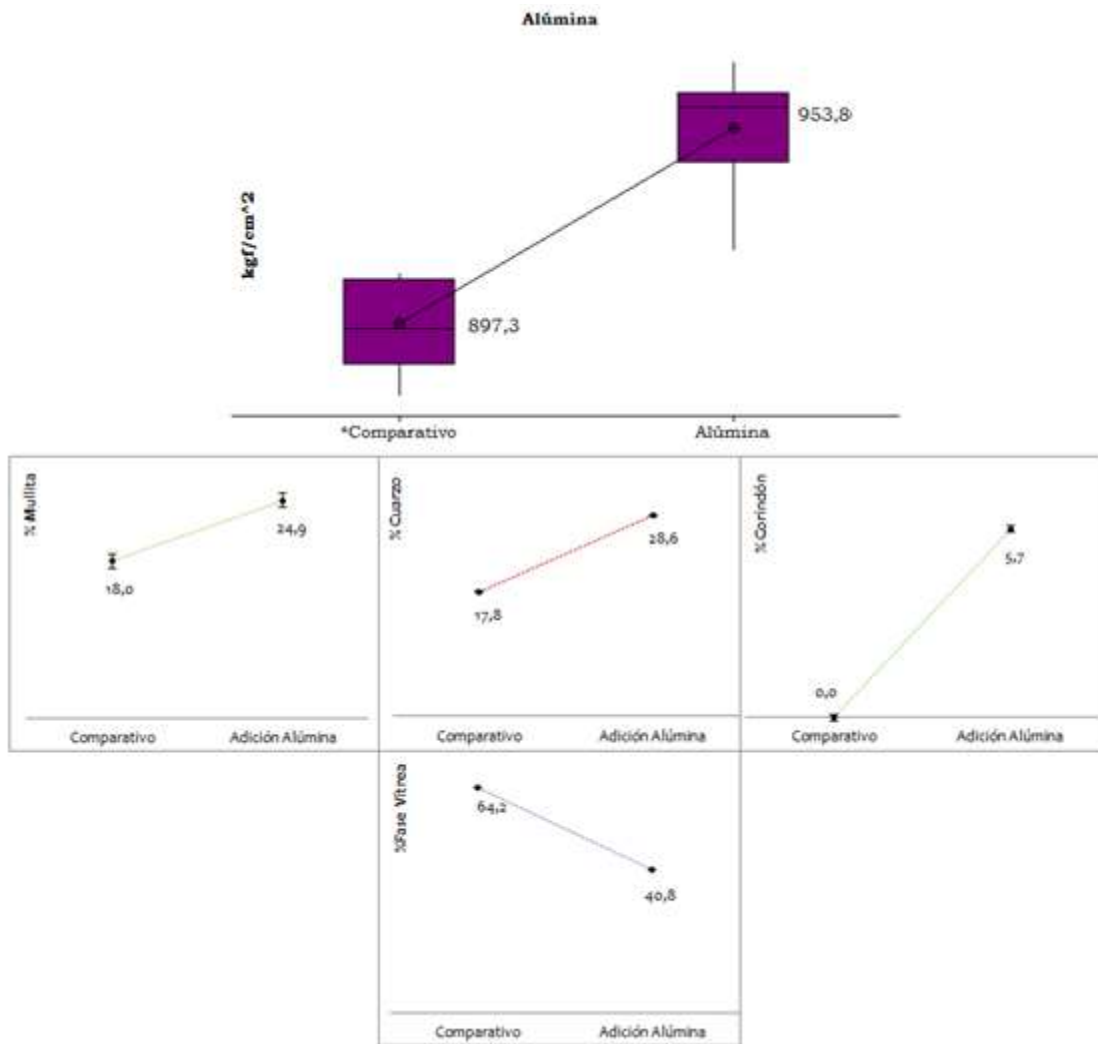 Alúmina
953,8
kgf/cm^2
897,3
*Comparativo
Alúmina
% Mullita
24,9
18,0
Comparativo
Adición Alúmina
% Cuarzo
28,6
17,8
Comparativo
Adición Alúmina
% Corindón
5,7
0,0
Comparativo
Adición Alúmina
%Fase Vítrea
64,2
40,8
Comparativo
Adición Alúmina